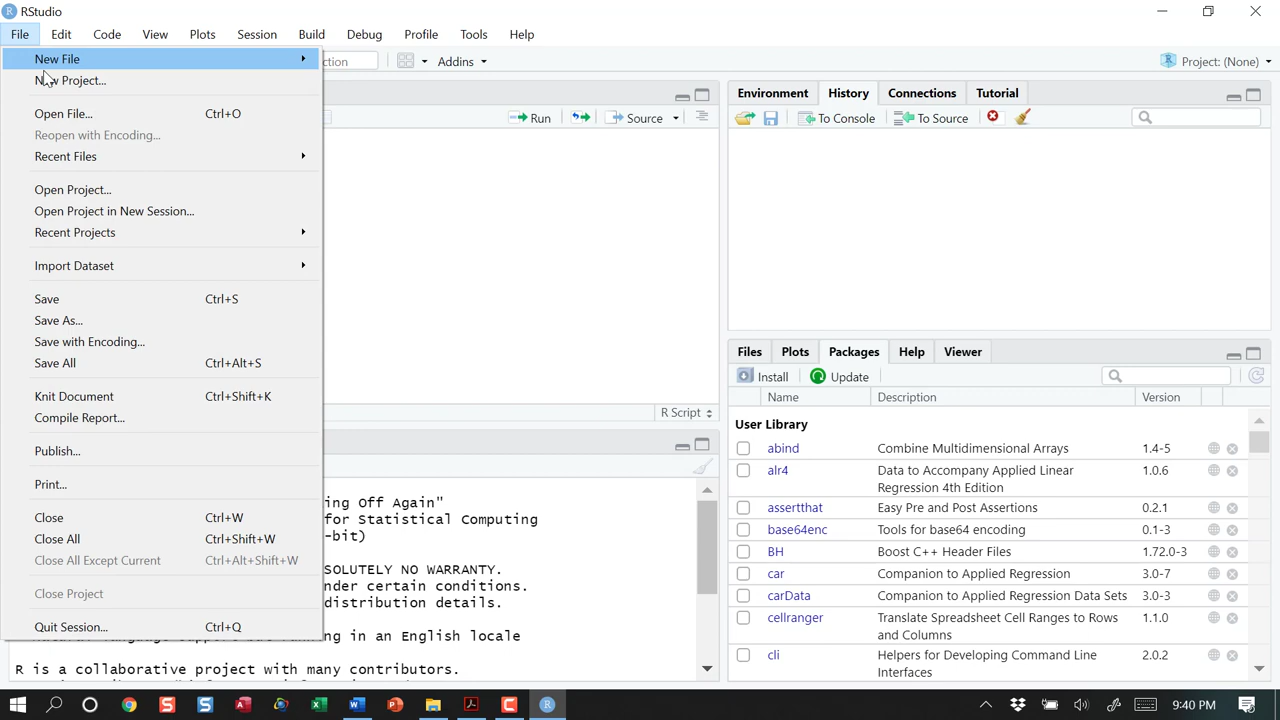 RStudio
File Edit Code View Plots Session Build Debug Profile Tools Help
New File
New Project...
Open File... Ctrl+O
Reopen with Encoding...
Recent Files
Open Project...
Open Project in New Session...
Recent Projects
Import Dataset
Save Ctrl+S
Save As...
Save with Encoding...
Save All Ctrl+Alt+S
Knit Document Ctrl+Shift+K
Compile Report...
Publish...
Print...
Close Ctrl+W
Close All Ctrl+Shift+W
Close All Except Current Ctrl+Alt+Shift+W
Close Project
Quit Session... Ctrl+Q
ction Addins
Project: (None)
Run Source
R Script
ing Off Again"
for Statistical Computing
-bit)
SOLUTELY NO WARRANTY.
nder certain conditions.
distribution details.
in an English locale
R is a collaborative project with many contributors.
Environment History Connections Tutorial
To Console To Source
Files Plots Packages Help Viewer
Install Update
Name Description Version
User Library
abind Combine Multidimensional Arrays 1.4-5
alr4 Data to Accompany Applied Linear 1.0.6
Regression 4th Edition
assertthat Easy Pre and Post Assertions 0.2.1
base64enc Tools for base64 encoding 0.1-3
BH Boost C++ Header Files 1.72.0-3
car Companion to Applied Regression 3.0-7
carData Companion to Applied Regression Data Sets 3.0-3
cellranger Translate Spreadsheet Cell Ranges to Rows 1.1.0
and Columns
cli Helpers for Developing Command Line 2.0.2
Interfaces
9:40 PM